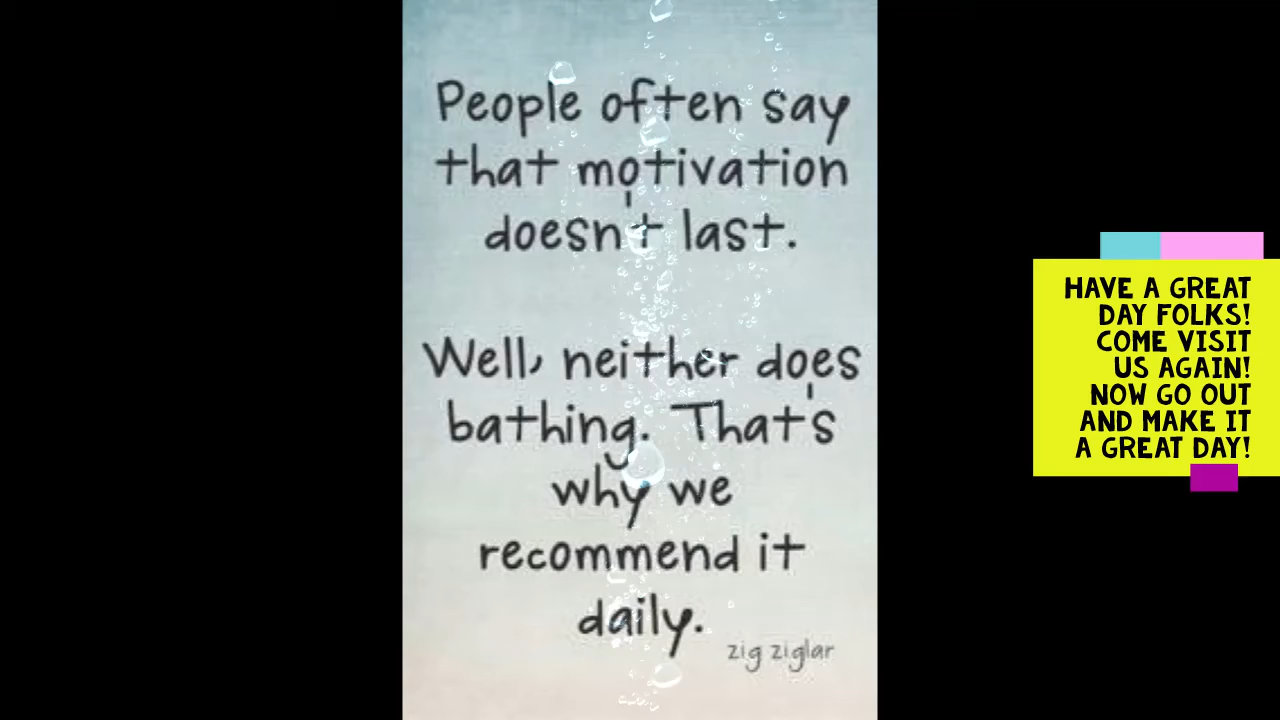 People often say
that motivation
doesn't last.
Well, neither does
bathing. That's
why we
recommend it
daily.
zig ziglar
HAVE A GREAT
DAY FOLKS!
COME VISIT
US AGAIN!
NOW GO OUT
AND MAKE IT
A GREAT DAY!